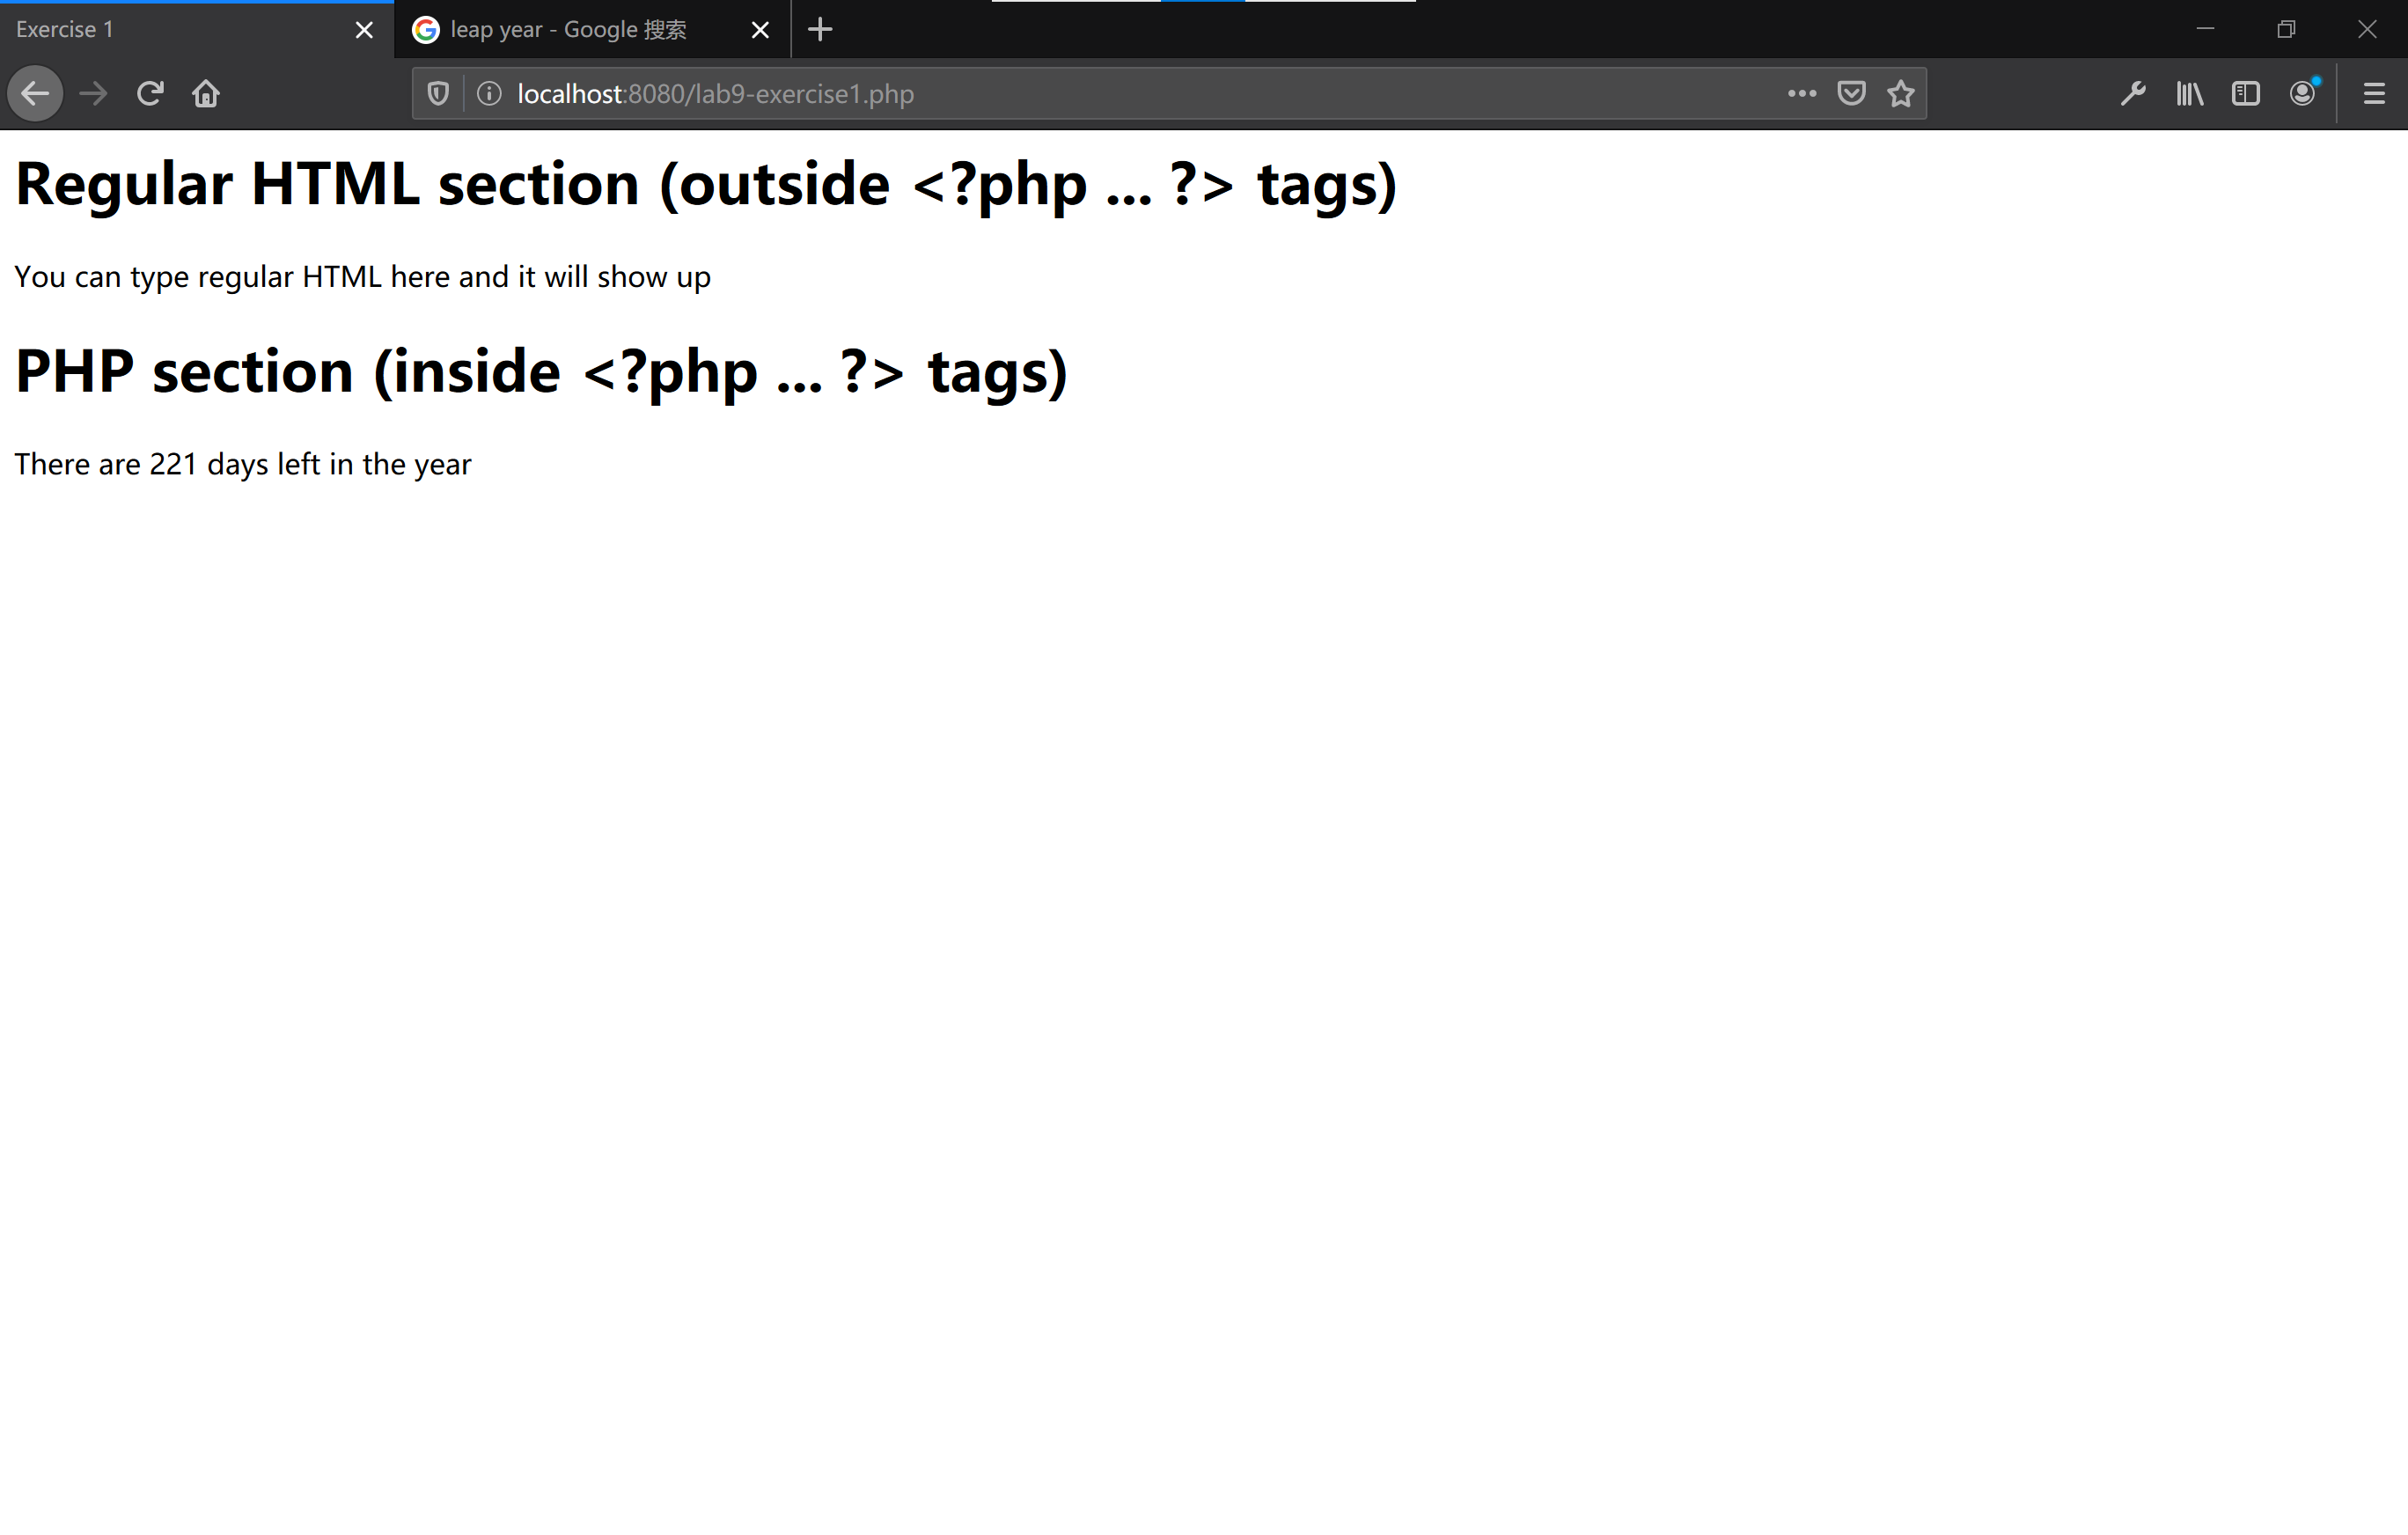 Exercise 1
leap year - Google 搜索
localhost:8080/lab9-exercise1.php
Regular HTML section (outside <?php ... ?> tags)
You can type regular HTML here and it will show up
PHP section (inside <?php ... ?> tags)
There are 221 days left in the year